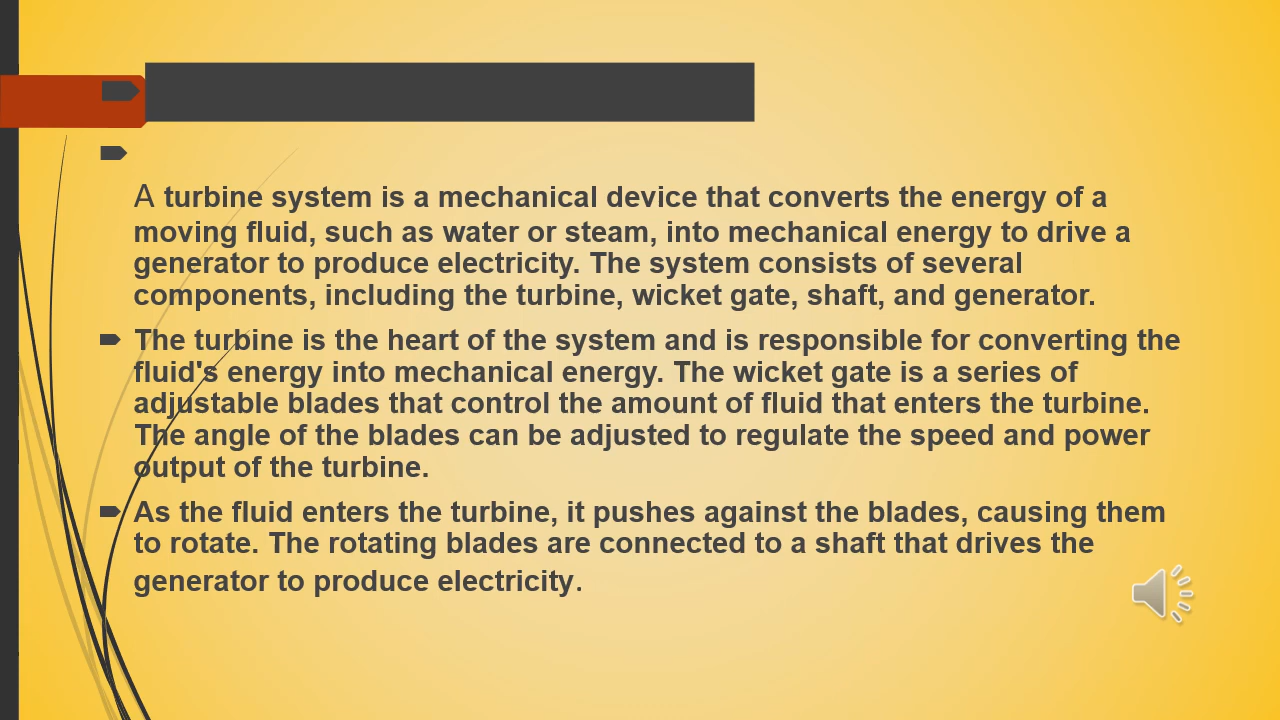 A turbine system is a mechanical device that converts the energy of a
moving fluid, such as water or steam, into mechanical energy to drive a
generator to produce electricity. The system consists of several
components, including the turbine, wicket gate, shaft, and generator.
The turbine is the heart of the system and is responsible for converting the
fluid's energy into mechanical energy. The wicket gate is a series of
adjustable blades that control the amount of fluid that enters the turbine.
The angle of the blades can be adjusted to regulate the speed and power
output of the turbine.
As the fluid enters the turbine, it pushes against the blades, causing them
to rotate. The rotating blades are connected to a shaft that drives the
generator to produce electricity.